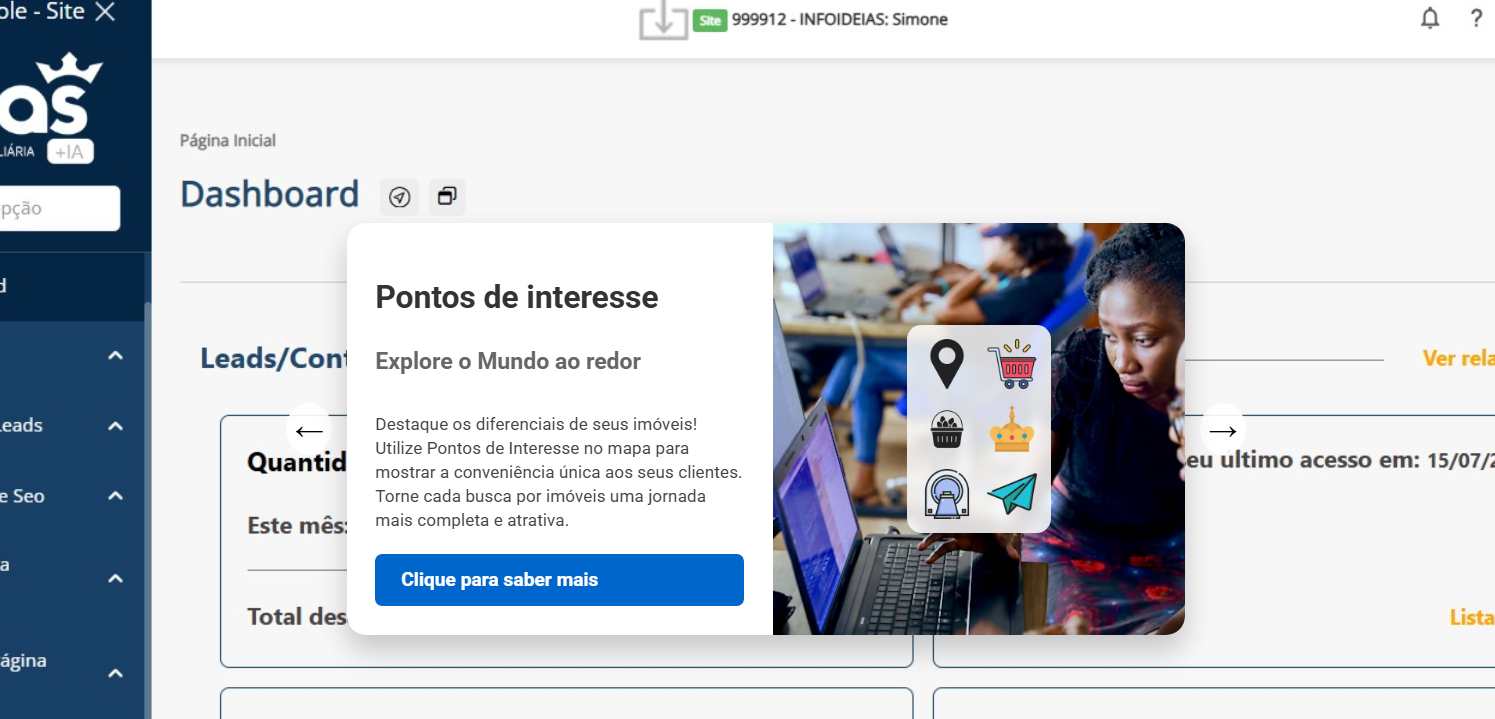 ole - Site
Site 999912 - INFOIDEIAS: Simone
?
as
LIÁRIA +IA
pção
d
Leads
e Seo
a
ágina
Página Inicial
Dashboard
Leads/Cont
Ver rela
Quantid
Este mês:
Total des
eu ultimo acesso em: 15/07/2
Lista
Pontos de interesse
Explore o Mundo ao redor
Destaque os diferenciais de seus imóveis!
Utilize Pontos de Interesse no mapa para
mostrar a conveniência única aos seus clientes.
Torne cada busca por imóveis uma jornada
mais completa e atrativa.
Clique para saber mais